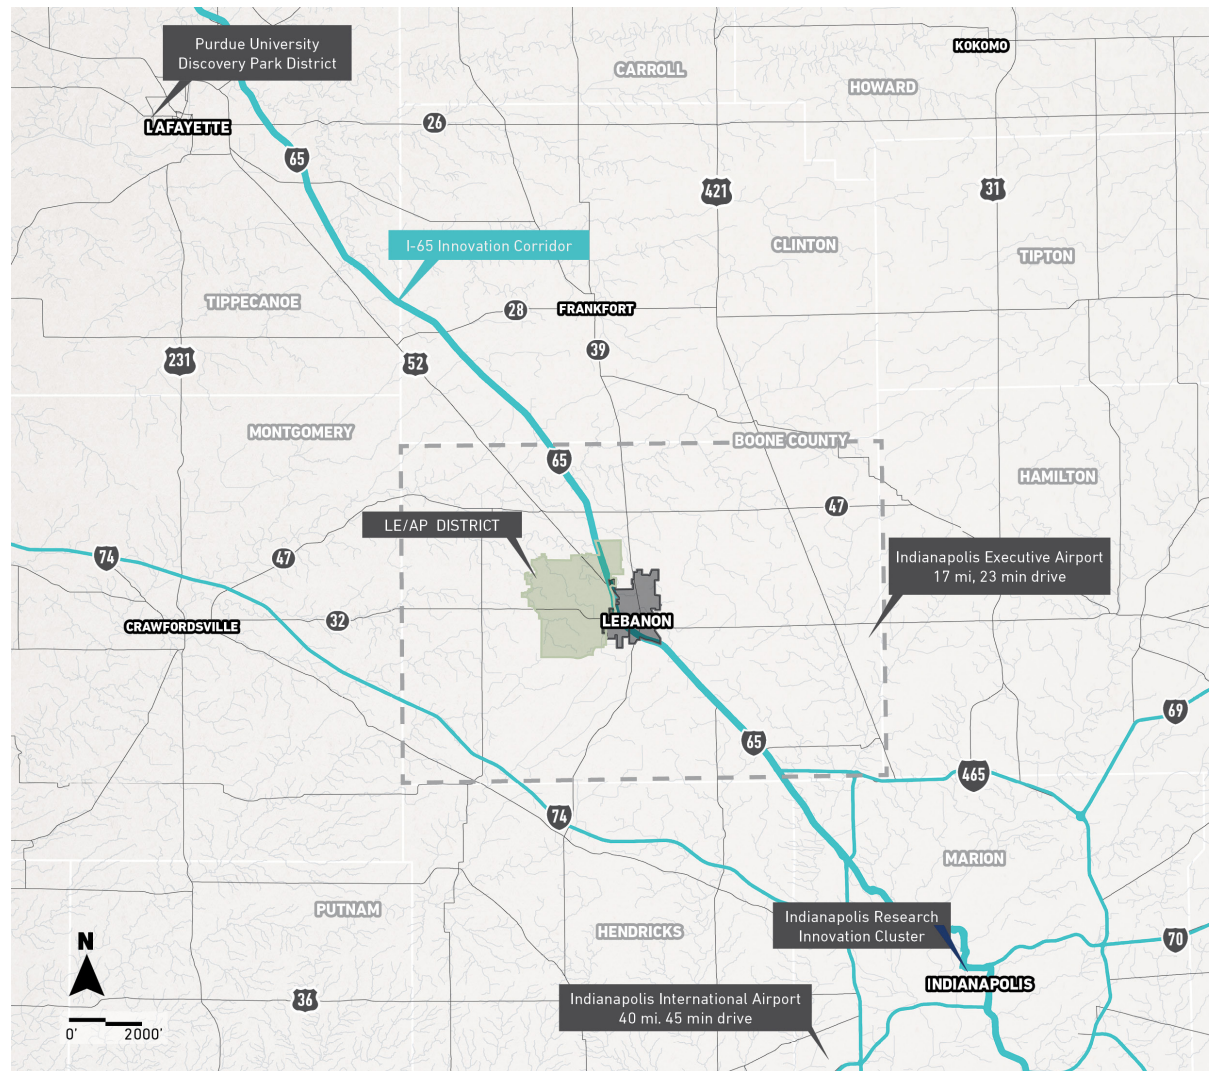 Purdue University
Discovery Park District
KOKOMO
CARROLL
HOWARD
26
LAFAYETTE
65
421
31
I-65 Innovation Corridor
CLINTON
TIPTON
TIPPECANOE
28
FRANKFORT
39
231
52
MONTGOMERY
BOONE COUNTY
65
HAMILTON
47
LE/AP DISTRICT
74
47
Indianapolis Executive Airport
17 mi, 23 min drive
32
LEBANON
CRAWFORDSVILLE
69
65
465
74
MARION
PUTNAM
Indianapolis Research
Innovation Cluster
HENDRICKS
70
N
INDIANAPOLIS
36
Indianapolis International Airport
40 mi. 45 min drive
0' 2000'